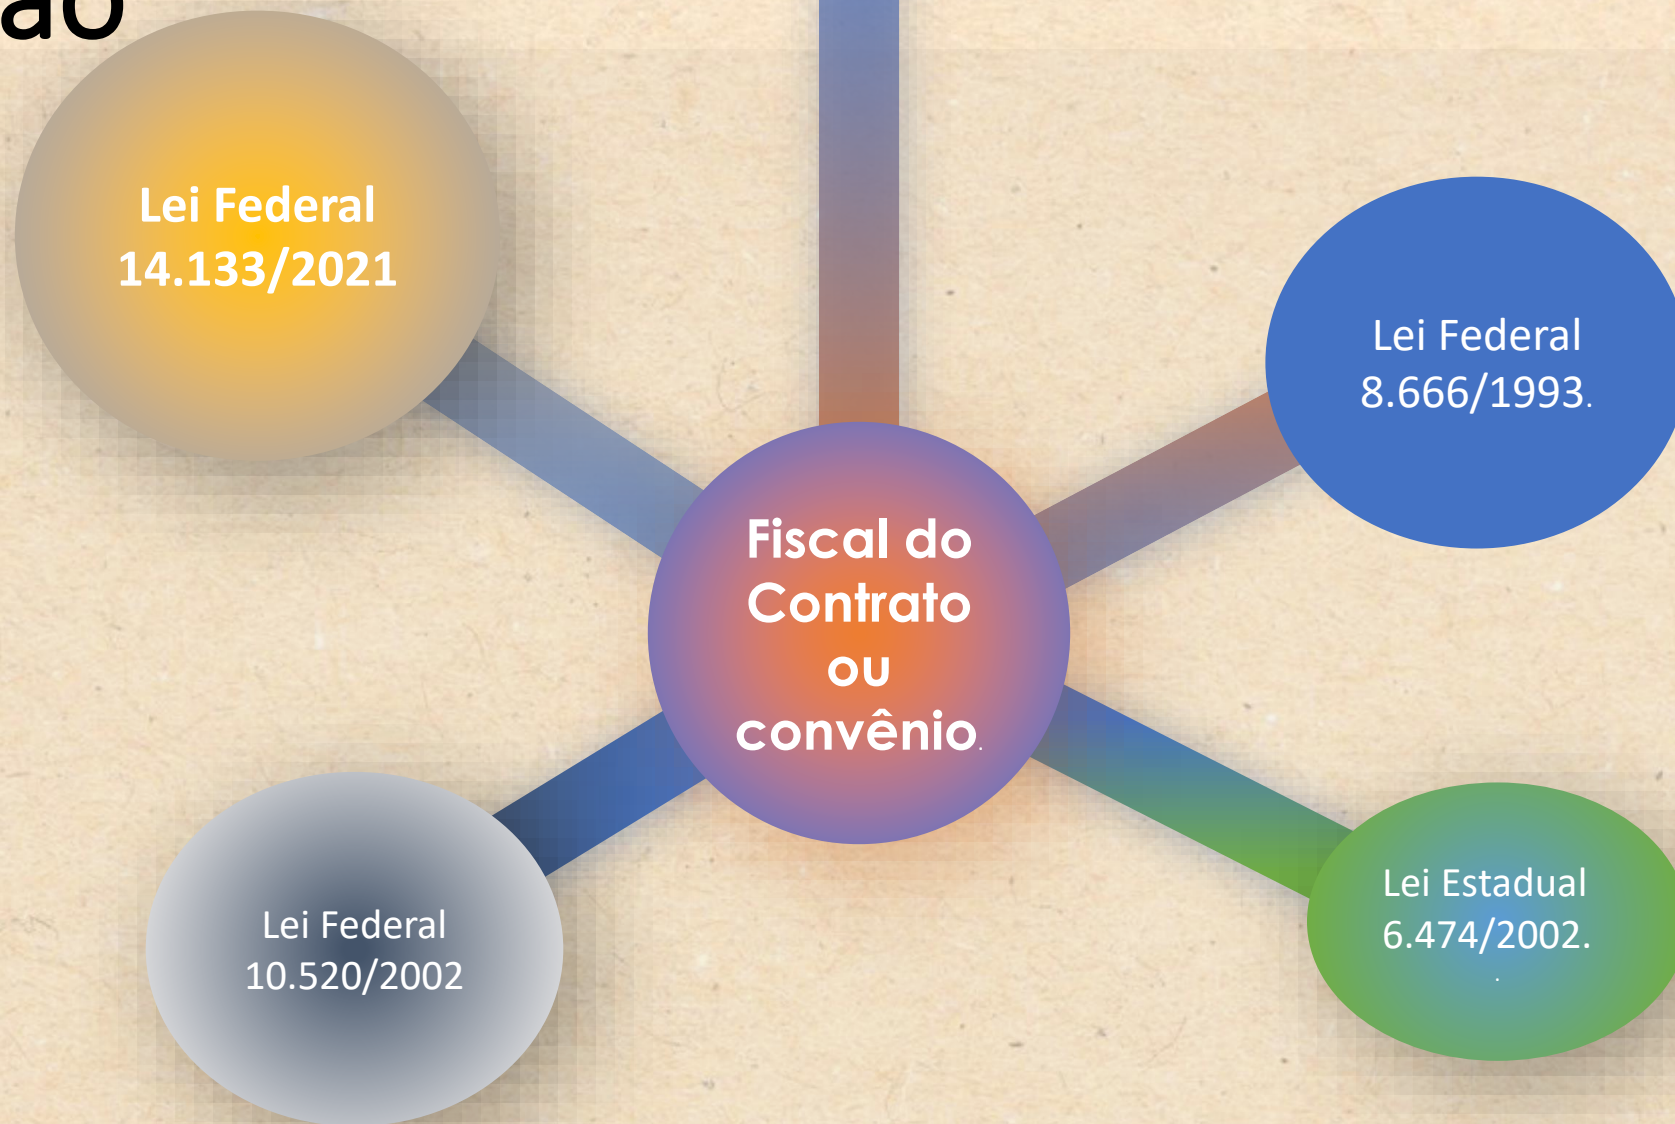 ão
Lei Federal
14.133/2021
Lei Federal
8.666/1993.
Fiscal do
Contrato
ou
convênio.
Lei Federal
10.520/2002
Lei Estadual
6.474/2002.
.